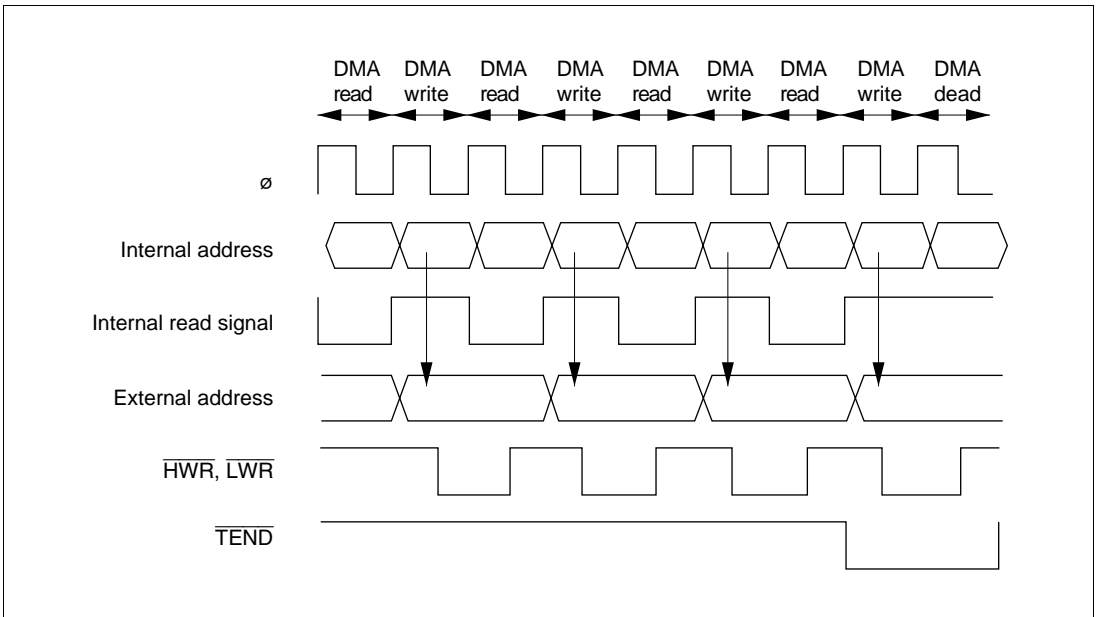 DMA DMA DMA DMA DMA DMA DMA DMA DMA
read write read write read write read write dead
ø
Internal address
Internal read signal
External address
HWR, LWR
TEND